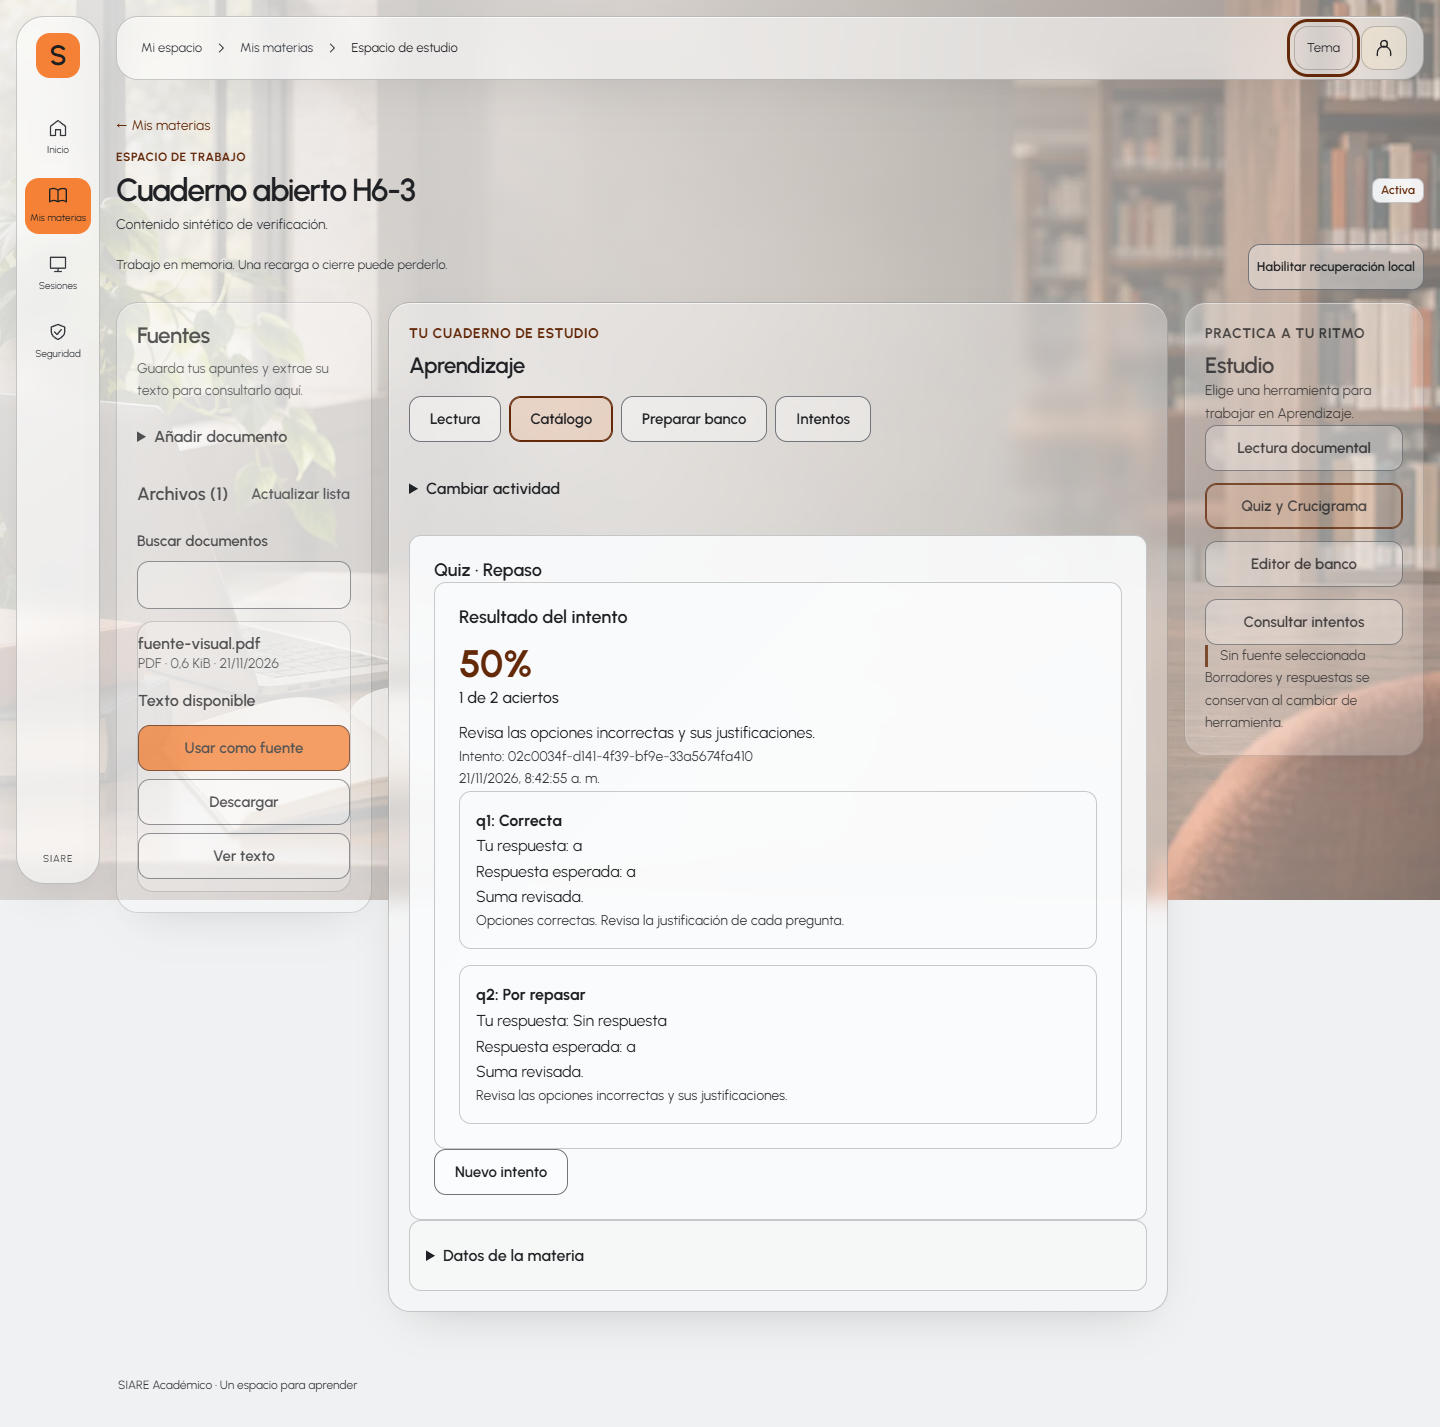 S
Inicio
Mis materias
Sesiones
Seguridad
SIARE
Mi espacio > Mis materias > Espacio de estudio
Tema
← Mis materias
ESPACIO DE TRABAJO
Cuaderno abierto H6-3
Activa
Contenido sintético de verificación.
Trabajo en memoria. Una recarga o cierre puede perderlo.
Habilitar recuperación local
Fuentes
Guarda tus apuntes y extrae su
texto para consultarlo aquí.
Añadir documento
Archivos (1)
Actualizar lista
Buscar documentos
fuente-visual.pdf
PDF · 0,6 KiB · 21/11/2026
Texto disponible
Usar como fuente
Descargar
Ver texto
TU CUADERNO DE ESTUDIO
Aprendizaje
Lectura
Catálogo
Preparar banco
Intentos
Cambiar actividad
Quiz · Repaso
Resultado del intento
50%
1 de 2 aciertos
Revisa las opciones incorrectas y sus justificaciones.
Intento: 02c0034f-d141-4f39-bf9e-33a5674fa410
21/11/2026, 8:42:55 a. m.
q1: Correcta
Tu respuesta: a
Respuesta esperada: a
Suma revisada.
Opciones correctas. Revisa la justificación de cada pregunta.
q2: Por repasar
Tu respuesta: Sin respuesta
Respuesta esperada: a
Suma revisada.
Revisa las opciones incorrectas y sus justificaciones.
Nuevo intento
Datos de la materia
PRACTICA A TU RITMO
Estudio
Elige una herramienta para
trabajar en Aprendizaje.
Lectura documental
Quiz y Crucigrama
Editor de banco
Consultar intentos
Sin fuente seleccionada
Borradores y respuestas se
conservan al cambiar de
herramienta.
SIARE Académico · Un espacio para aprender